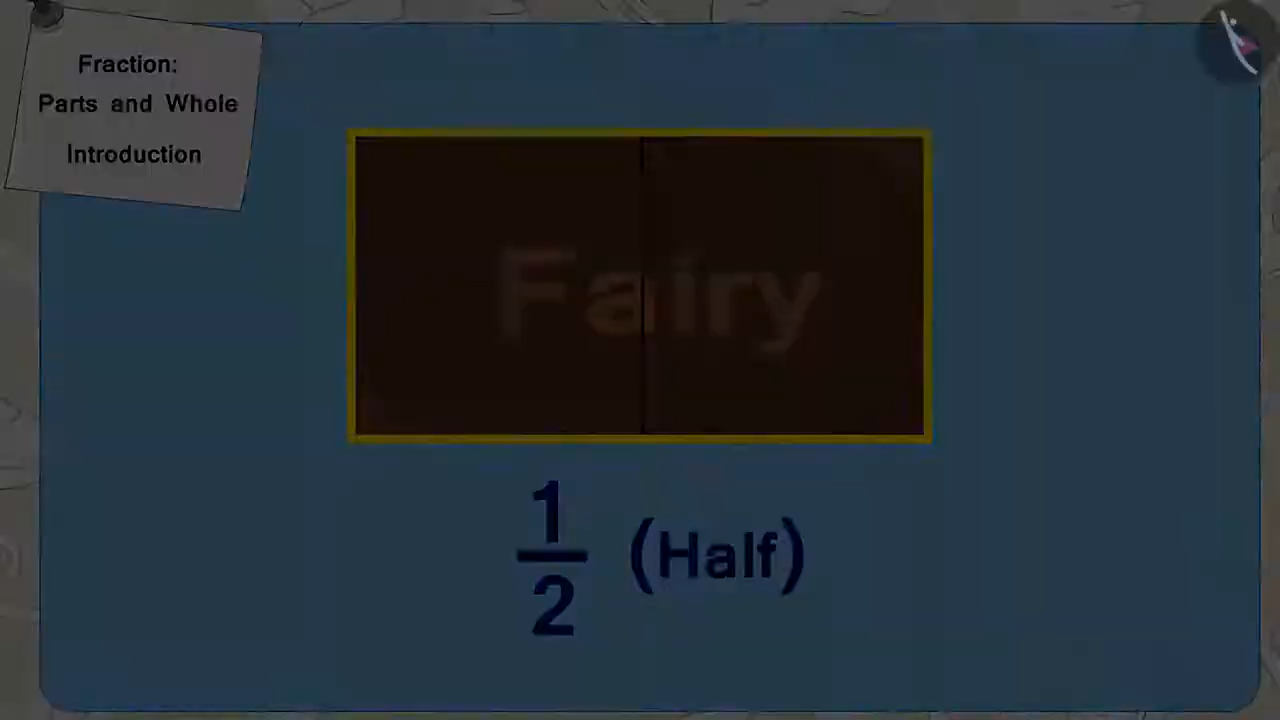 Fraction:
Parts and Whole
Introduction
Fairy
1
2
(Half)